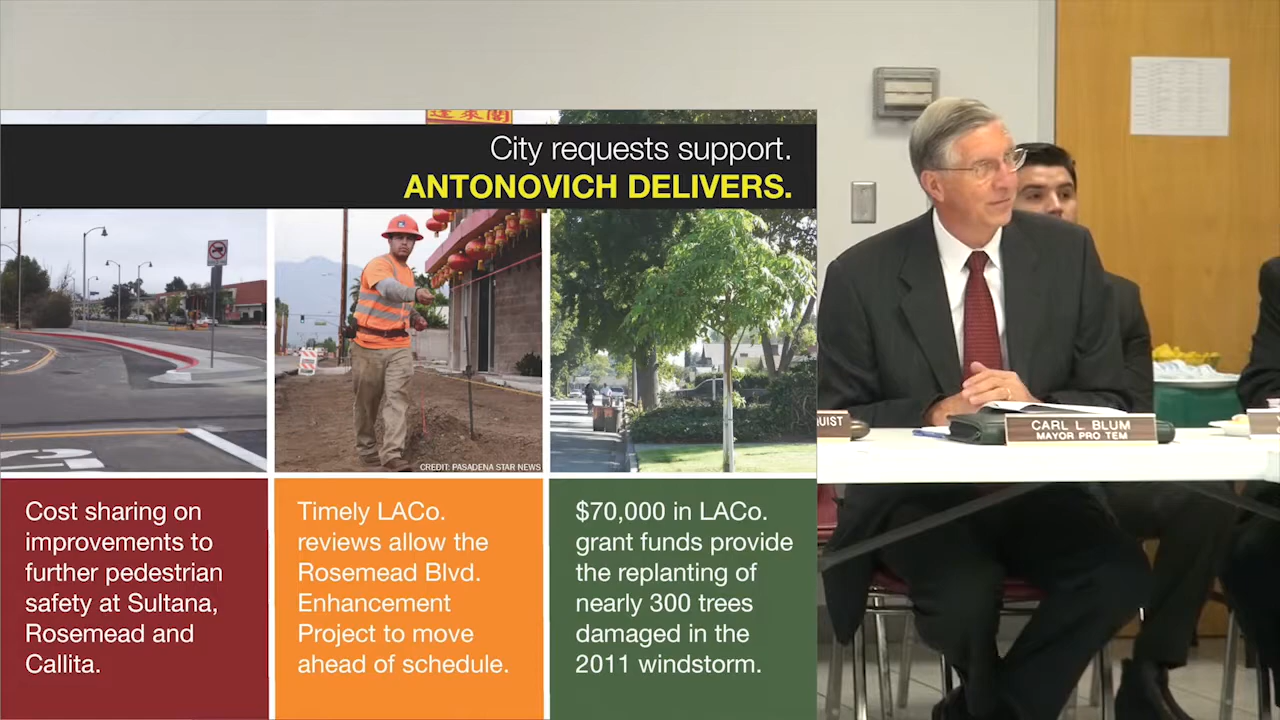 蓬萊閣
City requests support.
ANTONOVICH DELIVERS.
CREDIT: PASADENA STAR NEWS
Cost sharing on
improvements to
further pedestrian
safety at Sultana,
Rosemead and
Callita.
Timely LACo.
reviews allow the
Rosemead Blvd.
Enhancement
Project to move
ahead of schedule.
$70,000 in LACo.
grant funds provide
the replanting of
nearly 300 trees
damaged in the
2011 windstorm.
CARL L. BLUM
MAYOR PRO TEM